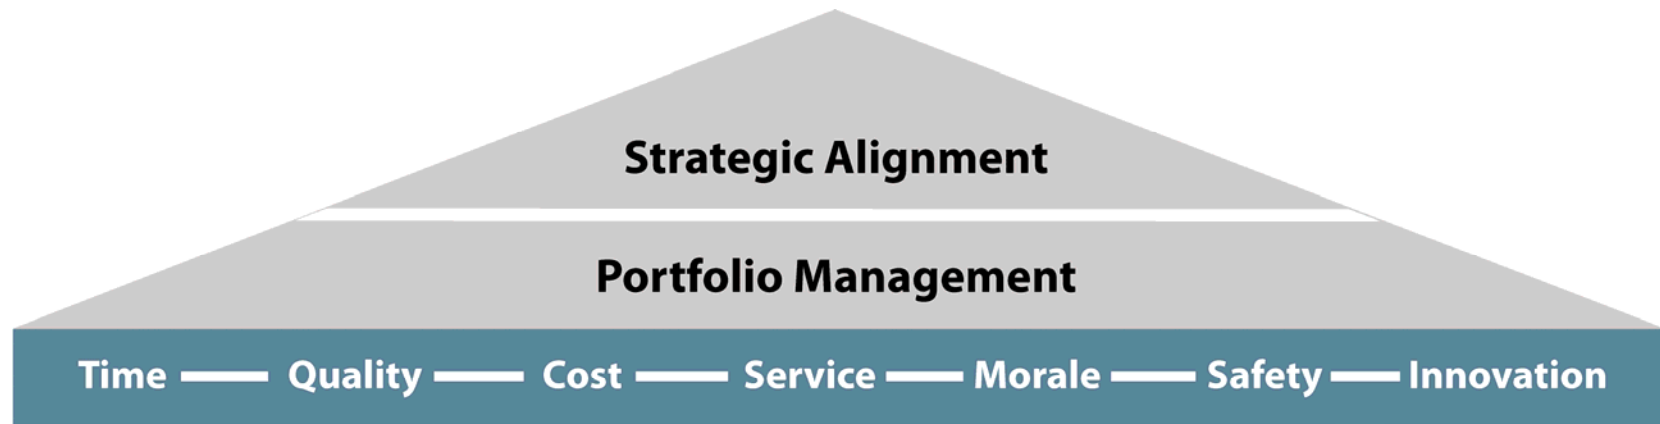 Strategic Alignment
Portfolio Management
Time — Quality — Cost — Service — Morale — Safety — Innovation